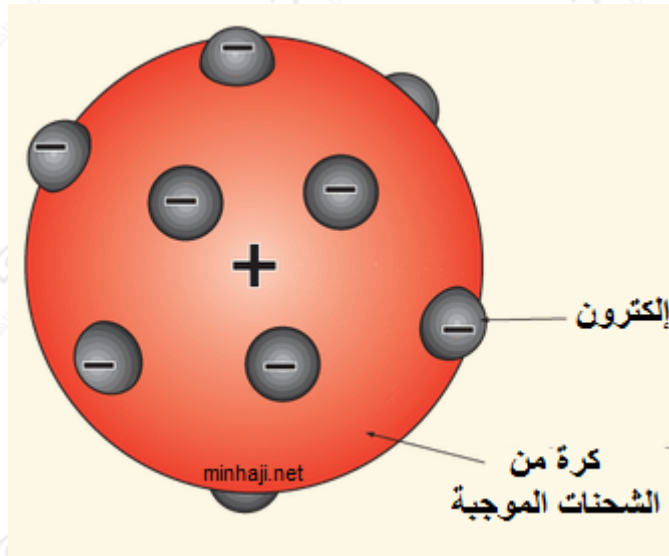 −
−
− −
+
−
− −
إلكترون
كرة من
الشحنات الموجبة
minhaji.net